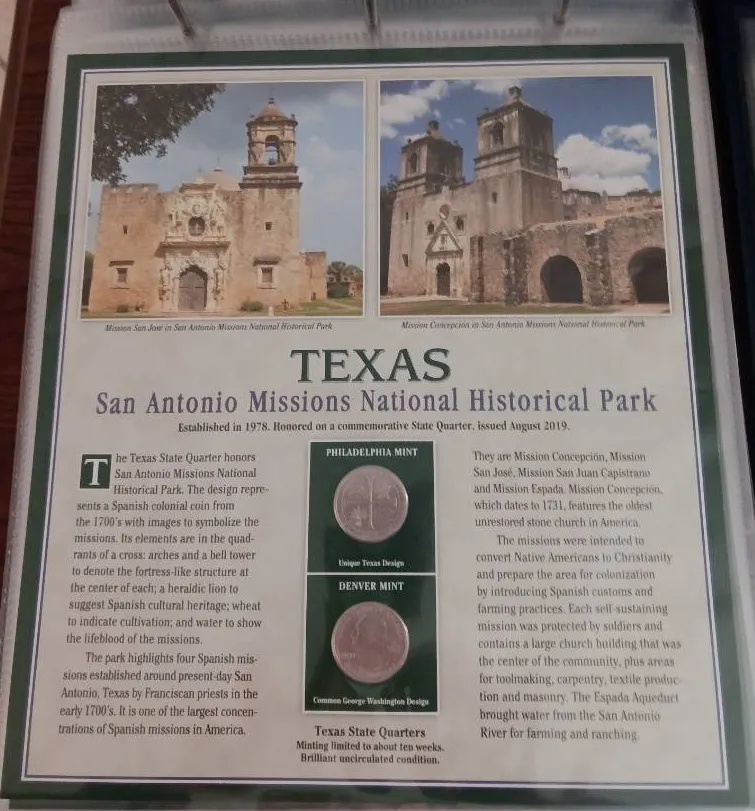 Mission San José in San Antonio Missions National Historical Park
Mission Concepción in San Antonio Missions National Historical Park
TEXAS
San Antonio Missions National Historical Park
Established in 1978. Honored on a commemorative State Quarter, issued August 2019.
The Texas State Quarter honors
San Antonio Missions National
Historical Park. The design repre-
sents a Spanish colonial coin from
the 1700's with images to symbolize the
missions. Its elements are in the quad-
rants of a cross: arches and a bell tower
to denote the fortress-like structure at
the center of each; a heraldic lion to
suggest Spanish cultural heritage; wheat
to indicate cultivation; and water to show
the lifeblood of the missions.
The park highlights four Spanish mis-
sions established around present-day San
Antonio, Texas by Franciscan priests in the
early 1700's. It is one of the largest concen-
trations of Spanish missions in America.
PHILADELPHIA MINT
Unique Texas Design
DENVER MINT
Common George Washington Design
Texas State Quarters
Minting limited to about ten weeks.
Brilliant uncirculated condition.
They are Mission Concepción, Mission
San José, Mission San Juan Capistrano
and Mission Espada. Mission Concepción,
which dates to 1731, features the oldest
unrestored stone church in America.
The missions were intended to
convert Native Americans to Christianity
and prepare the area for colonization
by introducing Spanish customs and
farming practices. Each self-sustaining
mission was protected by soldiers and
contains a large church building that was
the center of the community, plus areas
for toolmaking, carpentry, textile produc-
tion and masonry. The Espada Aqueduct
brought water from the San Antonio
River for farming and ranching.